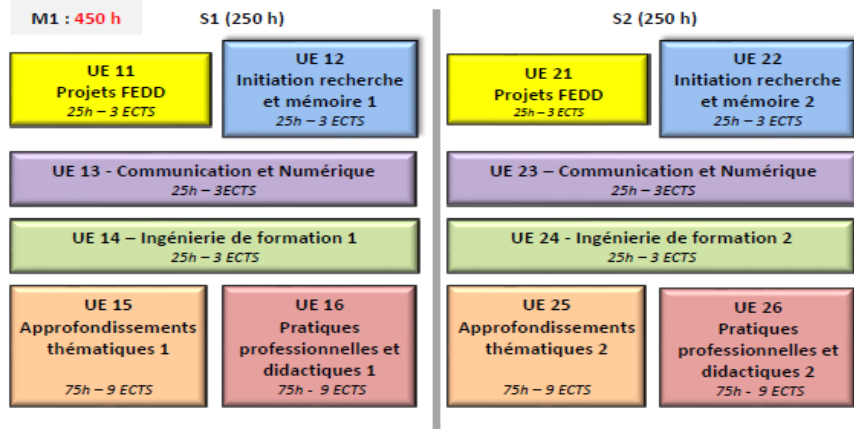 M1 : 450 h
S1 (250 h)
UE 11
Projets FEDD
25h – 3 ECTS
UE 12
Initiation recherche
et mémoire 1
25h – 3 ECTS
UE 13 - Communication et Numérique
25h – 3ECTS
UE 14 – Ingénierie de formation 1
25h – 3 ECTS
UE 15
Approfondissements
thématiques 1
75h – 9 ECTS
UE 16
Pratiques
professionnelles et
didactiques 1
75h - 9 ECTS
S2 (250 h)
UE 21
Projets FEDD
25h – 3 ECTS
UE 22
Initiation recherche
et mémoire 2
25h – 3 ECTS
UE 23 – Communication et Numérique
25h – 3ECTS
UE 24 - Ingénierie de formation 2
25h – 3 ECTS
UE 25
Approfondissements
thématiques 2
75h – 9 ECTS
UE 26
Pratiques
professionnelles et
didactiques 2
75h - 9 ECTS